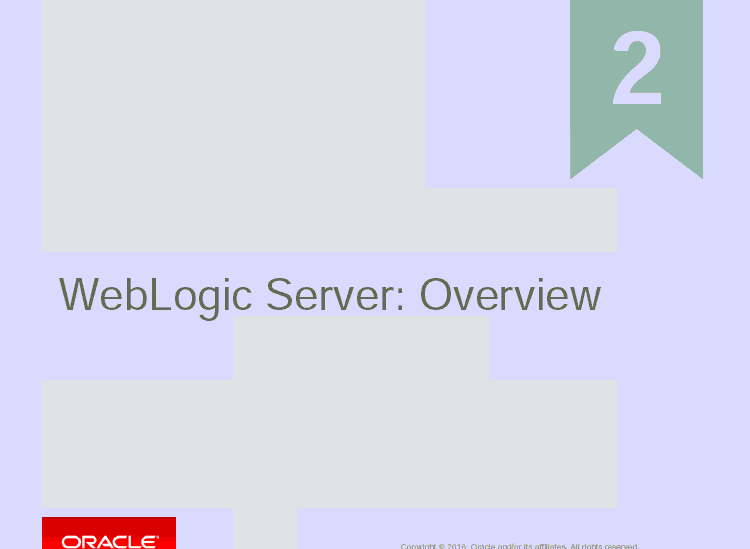 2
WebLogic Server: Overview
ORACLE®
Copyright © 2016, Oracle and/or its affiliates. All rights reserved.